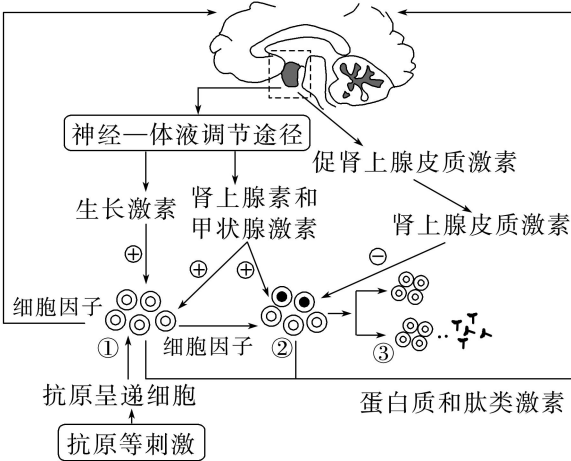 神经—体液调节途径
促肾上腺皮质激素
生长激素
肾上腺素和
甲状腺激素
肾上腺皮质激素
⊕
⊕
⊕
⊖
细胞因子
①
细胞因子
②
③
抗原呈递细胞
蛋白质和肽类激素
抗原等刺激